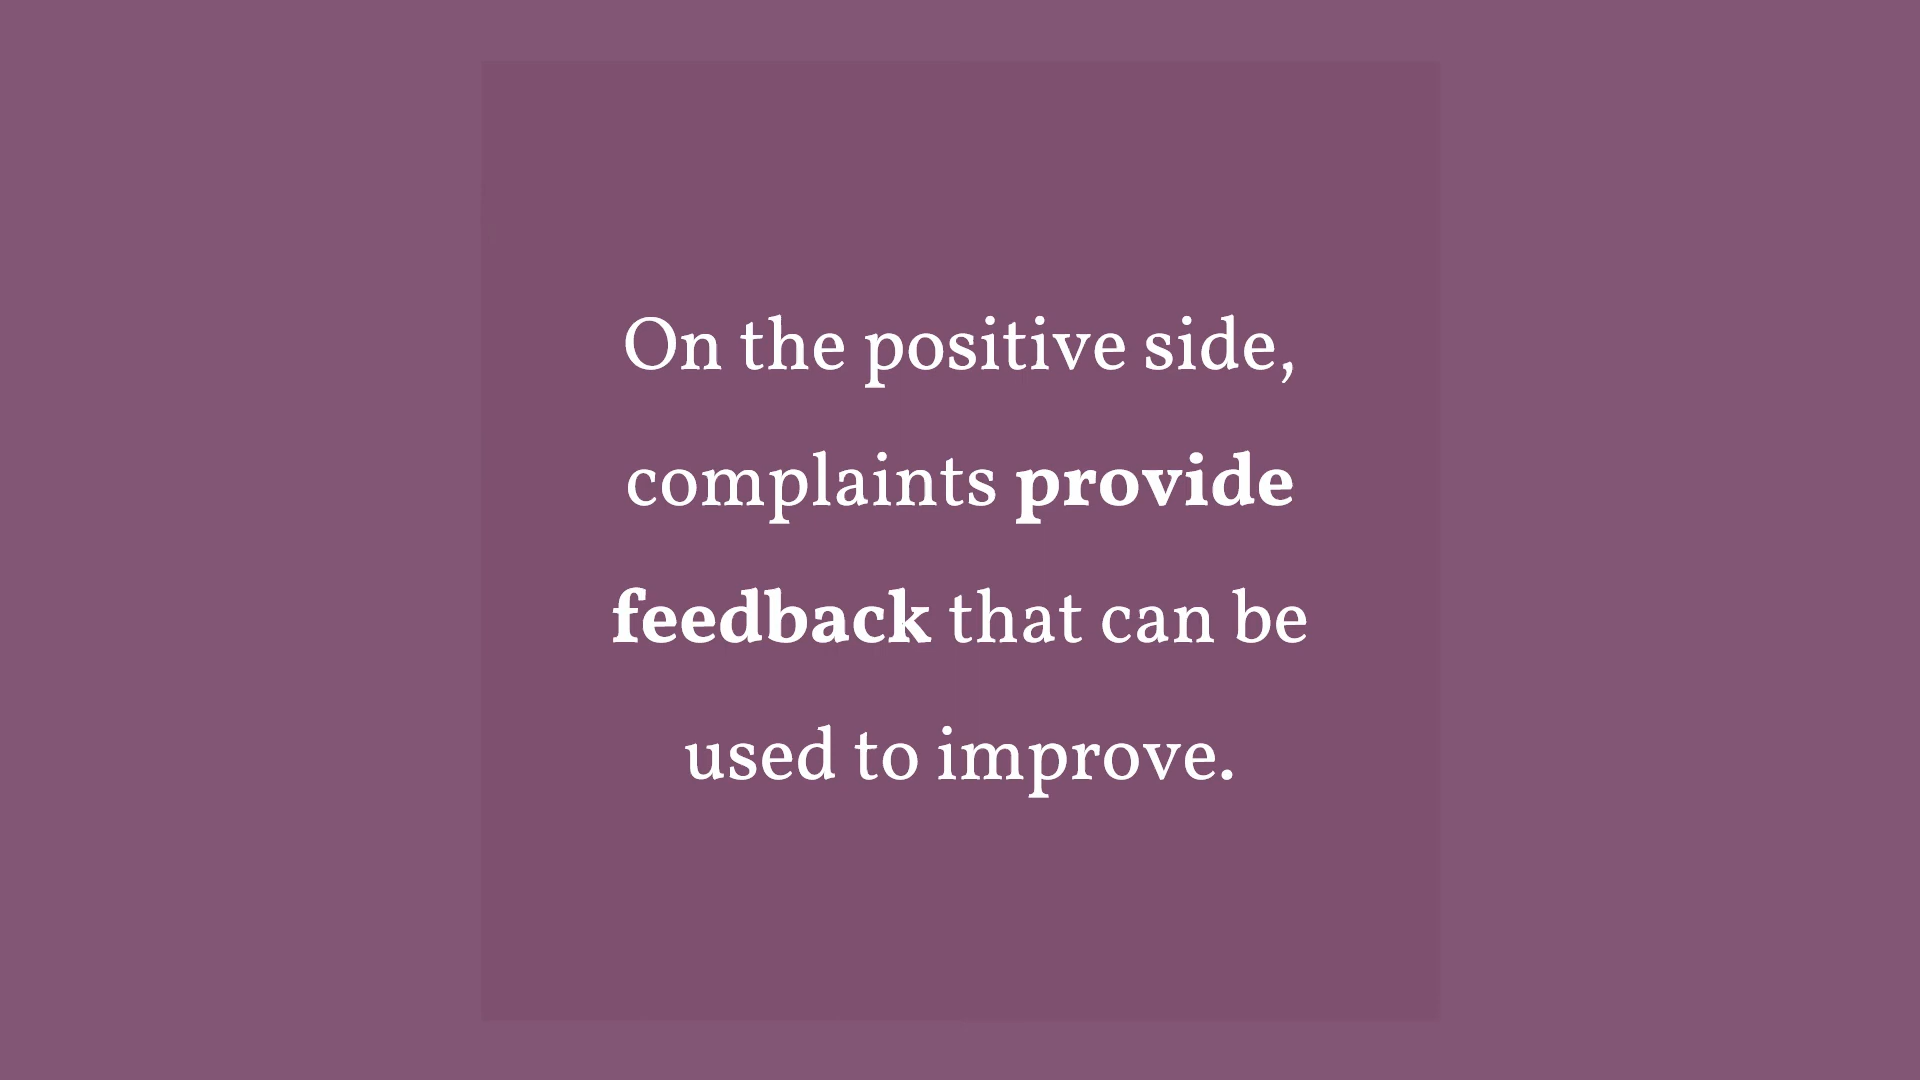 On the positive side,
complaints provide
feedback that can be
used to improve.